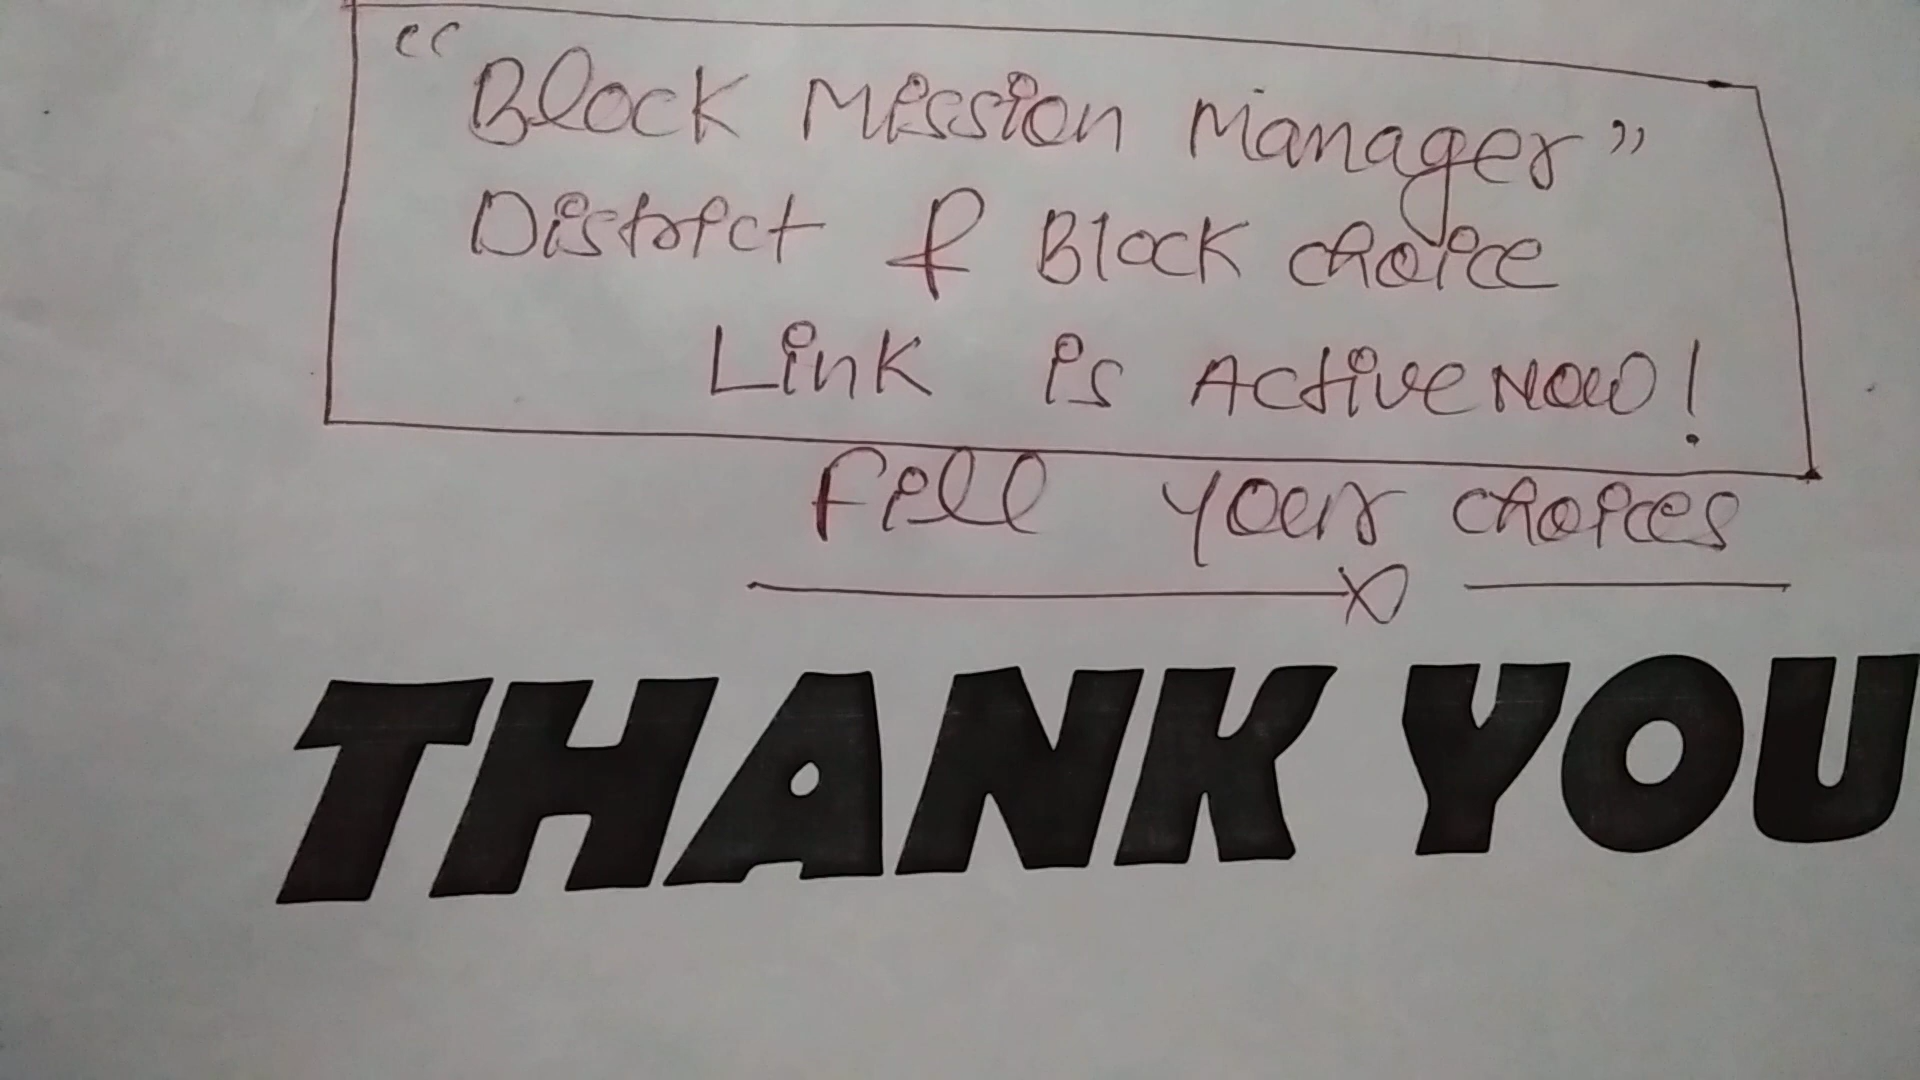 "Block Mission Manager"
District & Block choice
Link is Active Now!
Fill your choices
THANK YOU